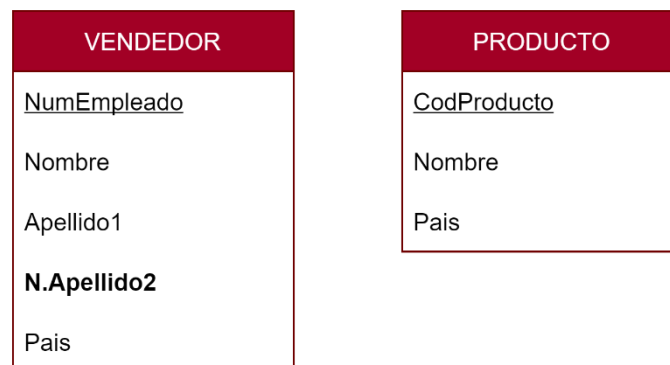 VENDEDOR
NumEmpleado
Nombre
Apellido1
N.Apellido2
Pais
PRODUCTO
CodProducto
Nombre
Pais